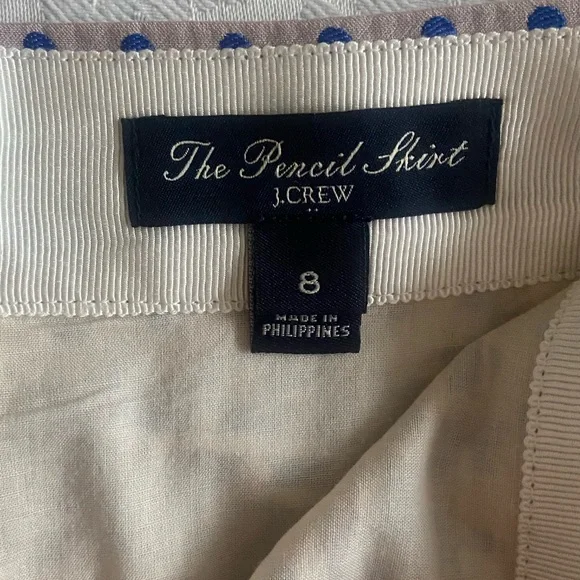 The Pencil Skirt
J.CREW
8
MADE IN
PHILIPPINES